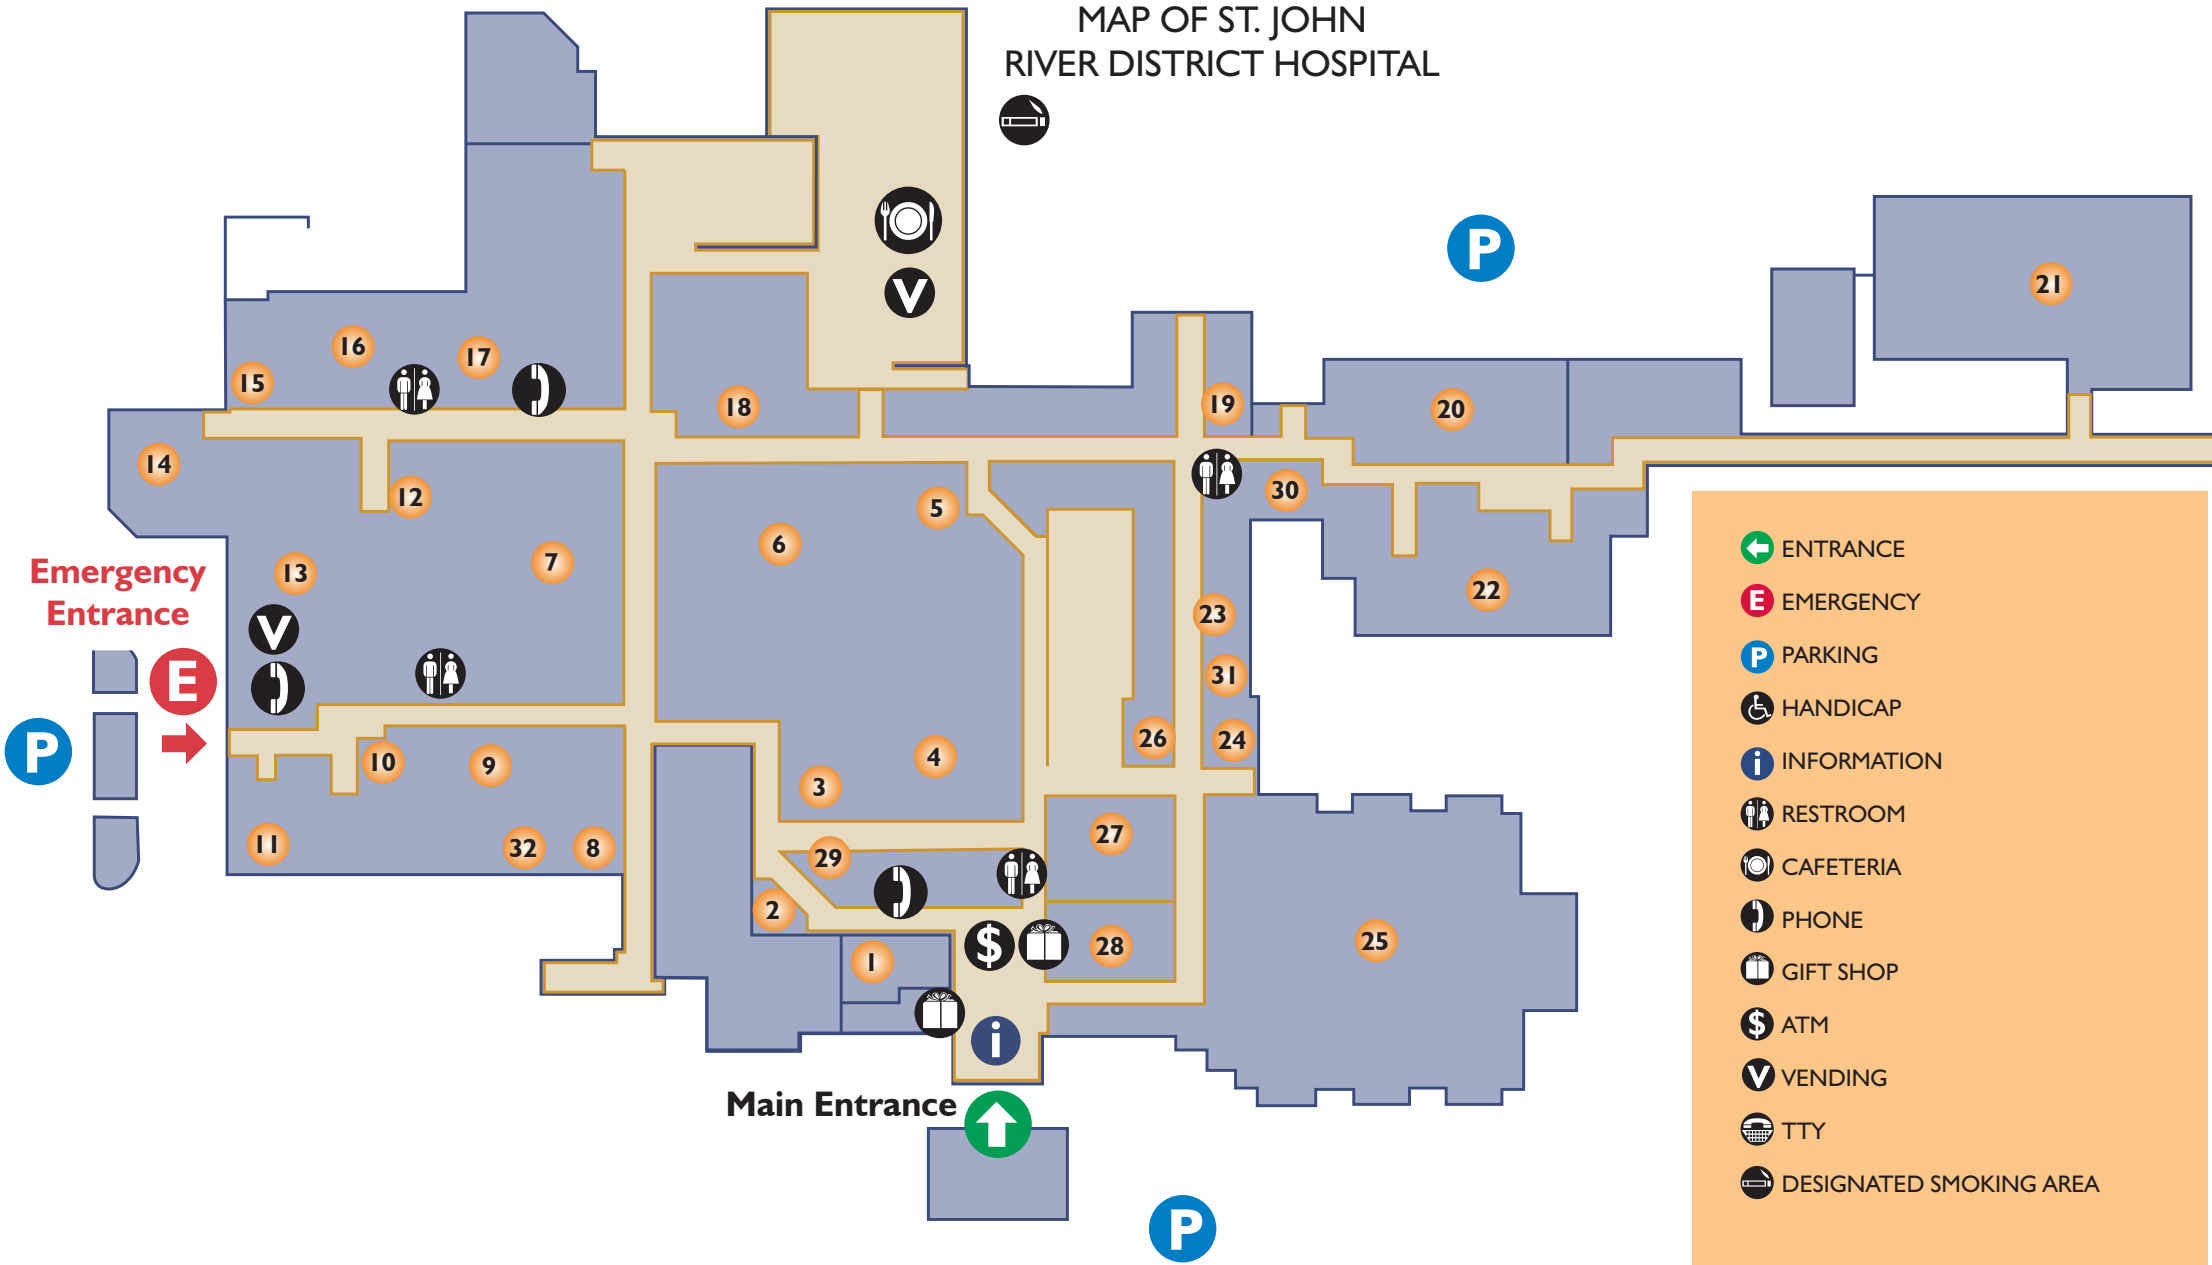 MAP OF ST. JOHN
RIVER DISTRICT HOSPITAL
P
V
21
16
17
15
18
19
20
14
12
5
30
6
7
13
22
Emergency
Entrance
V
23
E
31
P
26
24
10
9
4
3
11
32
8
29
27
2
$
28
25
1
i
Main Entrance
P
ENTRANCE
E EMERGENCY
P PARKING
HANDICAP
i INFORMATION
RESTROOM
CAFETERIA
PHONE
GIFT SHOP
$ ATM
V VENDING
TTY
DESIGNATED SMOKING AREA